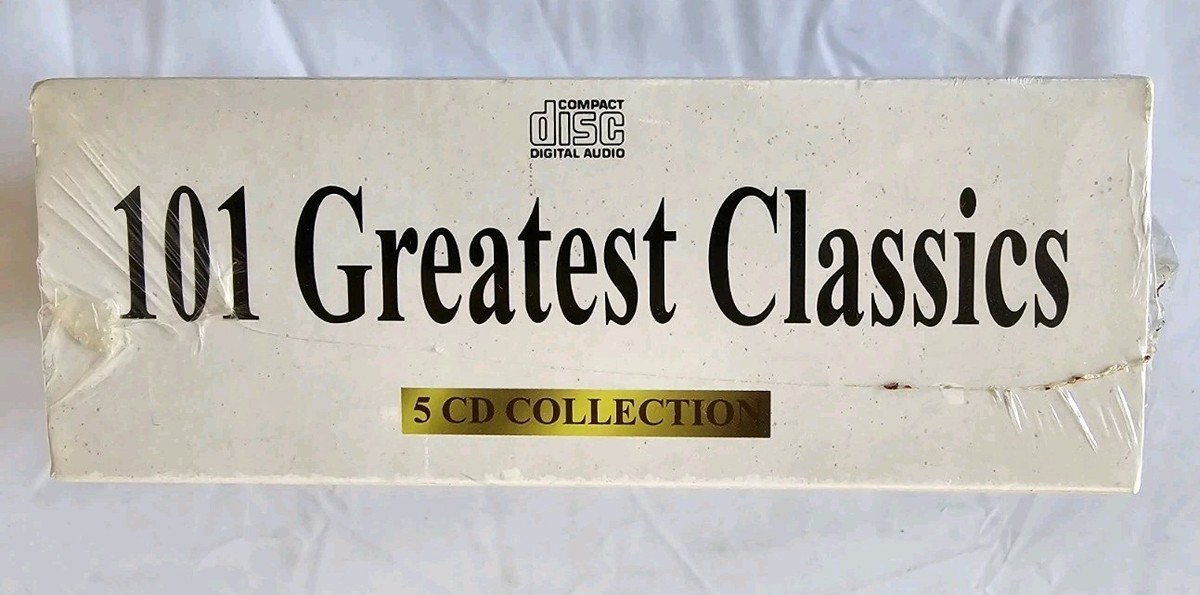 COMPACT
disc
DIGITAL AUDIO
101 Greatest Classics
5 CD COLLECTION